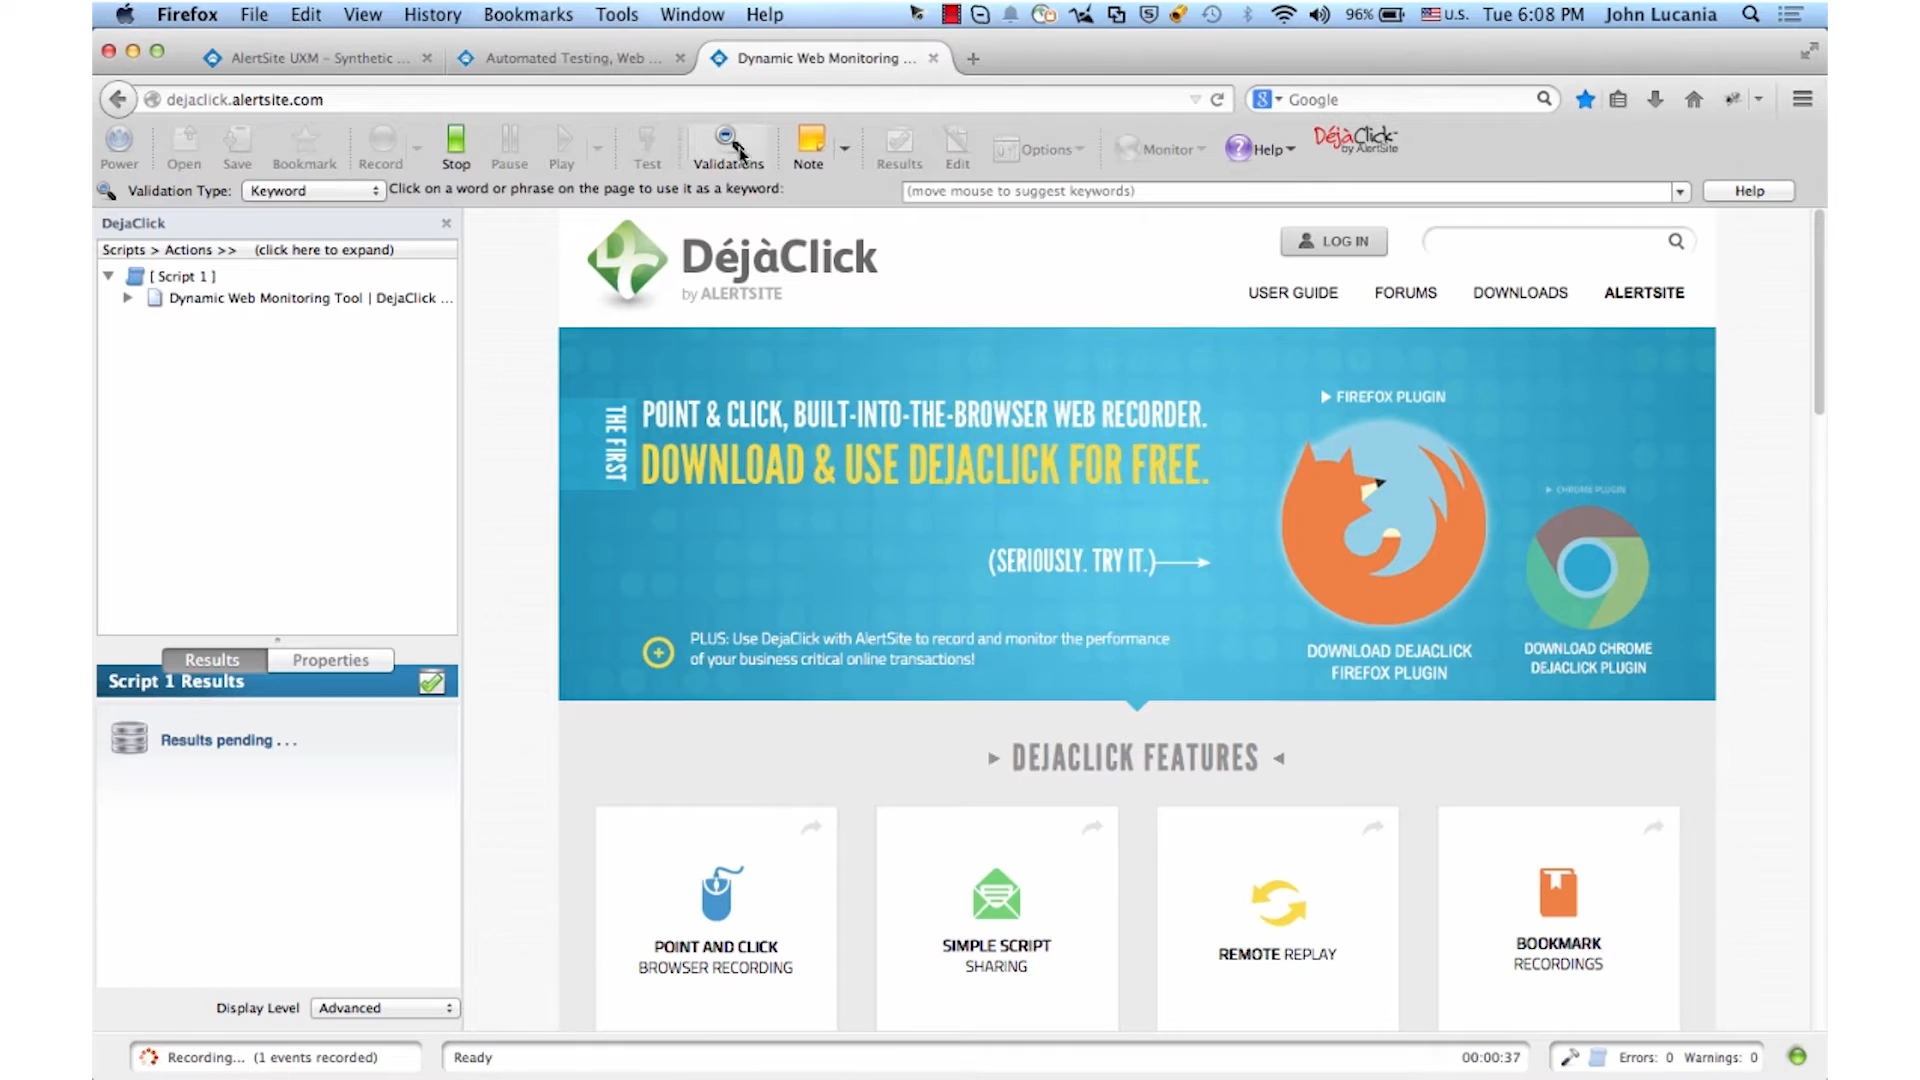 Firefox File Edit View History Bookmarks Tools Window Help 96% U.S. Tue 6:08 PM John Lucania
AlertSite UXM – Synthetic ... Automated Testing, Web ... Dynamic Web Monitoring ...
dejaclick.alertsite.com Google
Power Open Save Bookmark Record Stop Pause Play Test Validations Note Results Edit Options Monitor Help DéjàClick by AlertSite
Validation Type: Keyword Click on a word or phrase on the page to use it as a keyword: (move mouse to suggest keywords) Help
DejaClick
Scripts > Actions >> (click here to expand)
[ Script 1 ]
Dynamic Web Monitoring Tool | DejaClick ...
Results Properties
Script 1 Results
Results pending . . .
Display Level Advanced
DéjàClick
by ALERTSITE
LOG IN
USER GUIDE FORUMS DOWNLOADS ALERTSITE
THE FIRST
POINT & CLICK, BUILT-INTO-THE-BROWSER WEB RECORDER.
DOWNLOAD & USE DEJACLICK FOR FREE.
(SERIOUSLY. TRY IT.)
PLUS: Use DejaClick with AlertSite to record and monitor the performance
of your business critical online transactions!
FIREFOX PLUGIN
DOWNLOAD DEJACLICK
FIREFOX PLUGIN
CHROME PLUGIN
DOWNLOAD CHROME
DEJACLICK PLUGIN
DEJACLICK FEATURES
POINT AND CLICK
BROWSER RECORDING
SIMPLE SCRIPT
SHARING
REMOTE REPLAY
BOOKMARK
RECORDINGS
Recording... (1 events recorded) Ready 00:00:37 Errors: 0 Warnings: 0